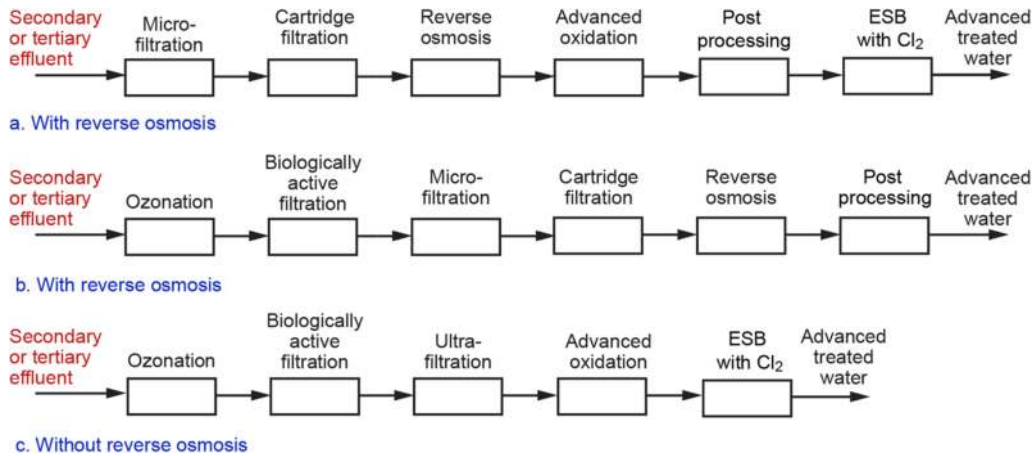 Secondary
or tertiary
effluent
Micro-
filtration
Cartridge
filtration
Reverse
osmosis
Advanced
oxidation
Post
processing
ESB
with Cl₂
Advanced
treated
water
a. With reverse osmosis
Secondary
or tertiary
effluent
Ozonation
Biologically
active
filtration
Micro-
filtration
Cartridge
filtration
Reverse
osmosis
Post
processing
Advanced
treated
water
b. With reverse osmosis
Secondary
or tertiary
effluent
Ozonation
Biologically
active
filtration
Ultra-
filtration
Advanced
oxidation
ESB
with Cl₂
Advanced
treated
water
c. Without reverse osmosis